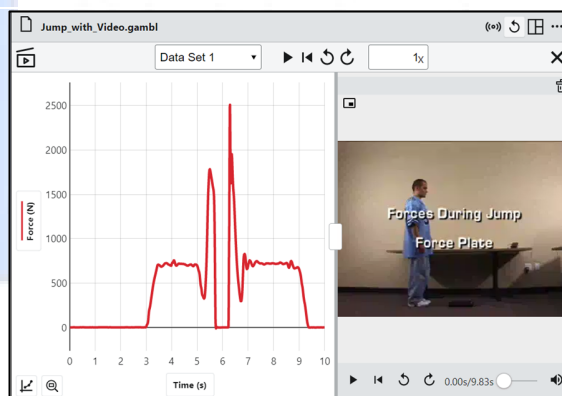 Jump_with_Video.gambl
Data Set 1
1x
2500
2000
1500
1000
500
0
Force (N)
0 1 2 3 4 5 6 7 8 9 10
Time (s)
Forces During Jump
Force Plate
0.00s/9.83s